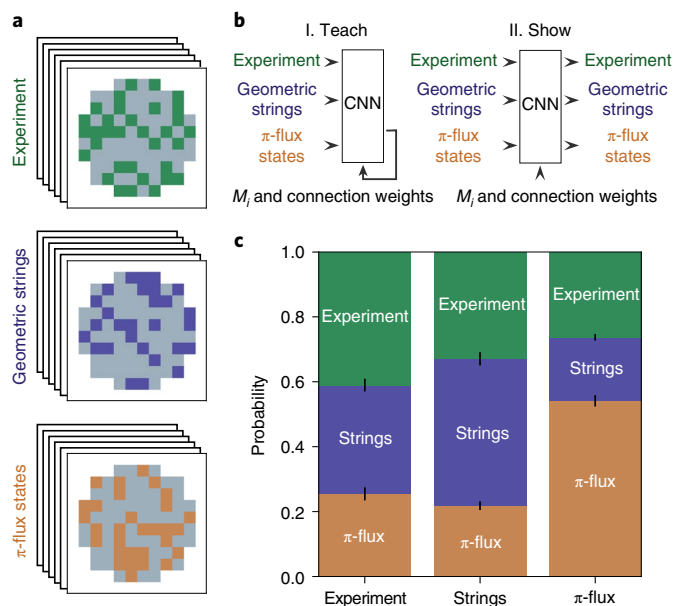 a
Experiment
Geometric strings
π-flux states
b
I. Teach
II. Show
Experiment
Geometric
strings
π-flux
states
CNN
Experiment
Geometric
strings
π-flux
states
CNN
Experiment
Geometric
strings
π-flux
states
M_i and connection weights
M_i and connection weights
c
Probability
1.0
0.8
0.6
0.4
0.2
0.0
Experiment
Strings
π-flux
Experiment
Strings
π-flux
Experiment
Strings
π-flux
Experiment
Strings
π-flux